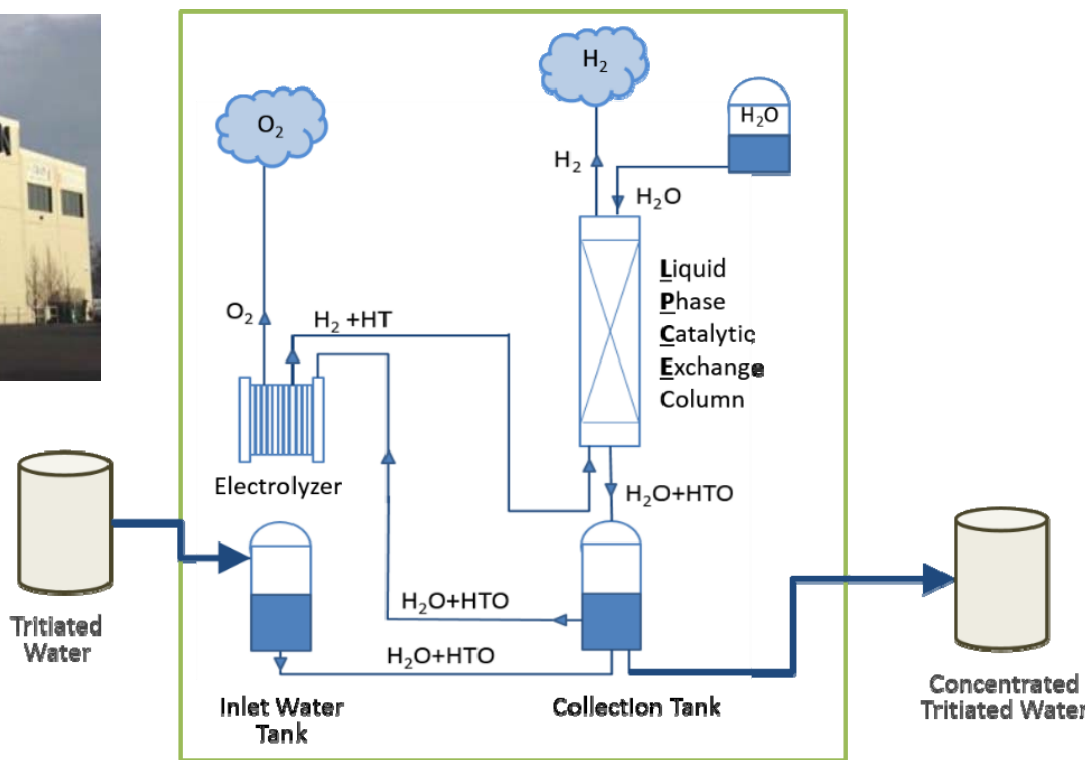 N
H₂
O₂
H₂O
H₂
H₂O
Liquid
Phase
Catalytic
Exchange
Column
O₂
H₂ +HT
Electrolyzer
H₂O+HTO
H₂O+HTO
H₂O+HTO
Tritiated
Water
Inlet Water
Tank
Collection Tank
Concentrated
Tritiated Water